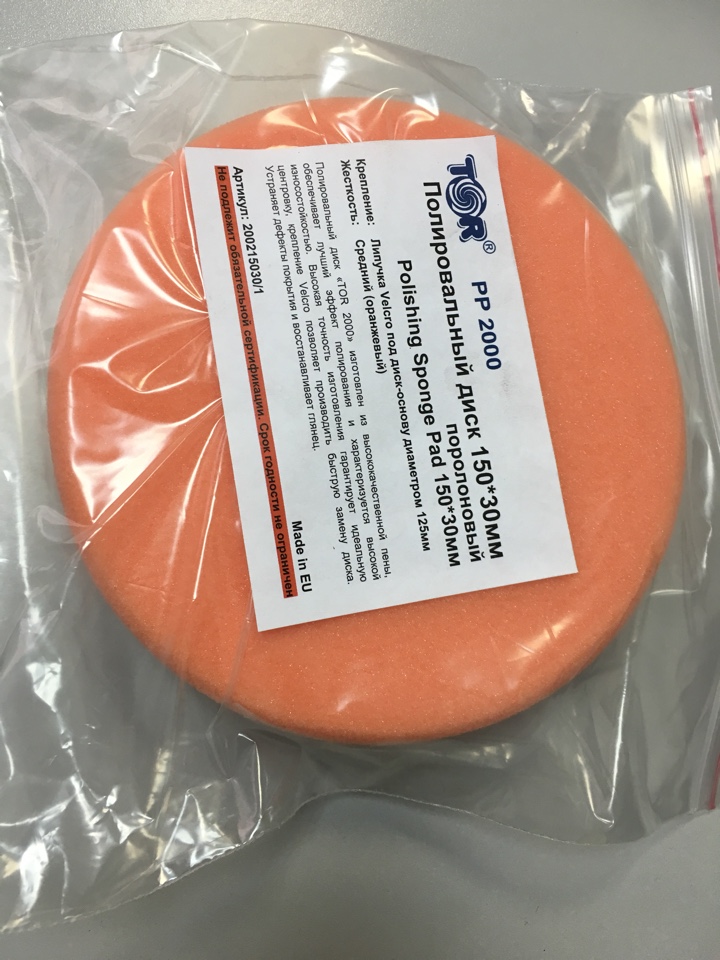 TOR® PP 2000
Полировальный диск 150*30мм
поролоновый
Polishing Sponge Pad 150*30мм
Крепление: Липучка Velcro под диск-основу диаметром 125мм
Жесткость: Средний (оранжевый)
Полировальный диск «TOR 2000» изготовлен из высококачественной пены,
обеспечивает лучший эффект полирования и характеризуется высокой
износостойкостью. Высокая точность изготовления гарантирует идеальную
центровку, крепление Velcro позволяет производить быструю замену диска.
Устраняет дефекты покрытия и восстанавливает глянец.
Made in EU
Артикул: 200215030/1
Не подлежит обязательной сертификации. Срок годности не ограничен